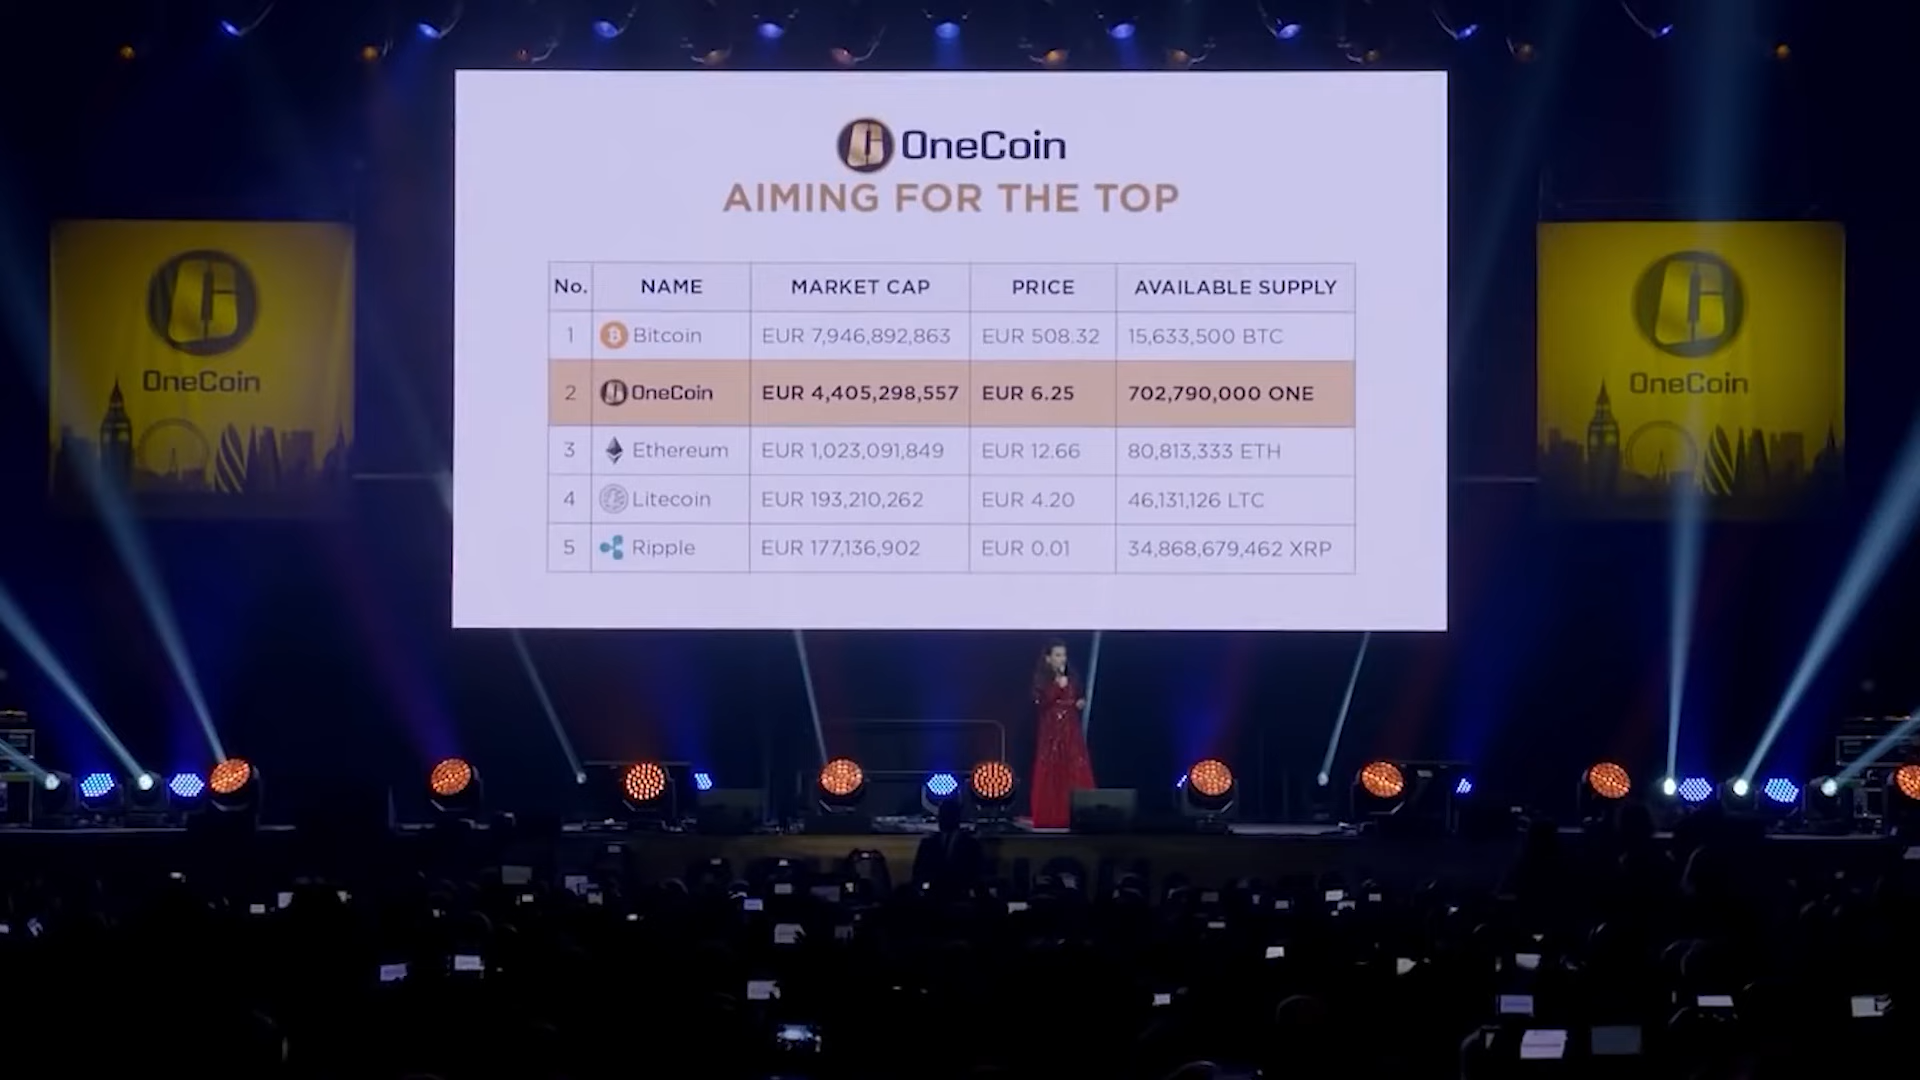 OneCoin
AIMING FOR THE TOP
No. NAME MARKET CAP PRICE AVAILABLE SUPPLY
1 Bitcoin EUR 7,946,892,863 EUR 508.32 15,633,500 BTC
2 OneCoin EUR 4,405,298,557 EUR 6.25 702,790,000 ONE
3 Ethereum EUR 1,023,091,849 EUR 12.66 80,813,333 ETH
4 Litecoin EUR 193,210,262 EUR 4.20 46,131,126 LTC
5 Ripple EUR 177,136,902 EUR 0.01 34,868,679,462 XRP
OneCoin
OneCoin